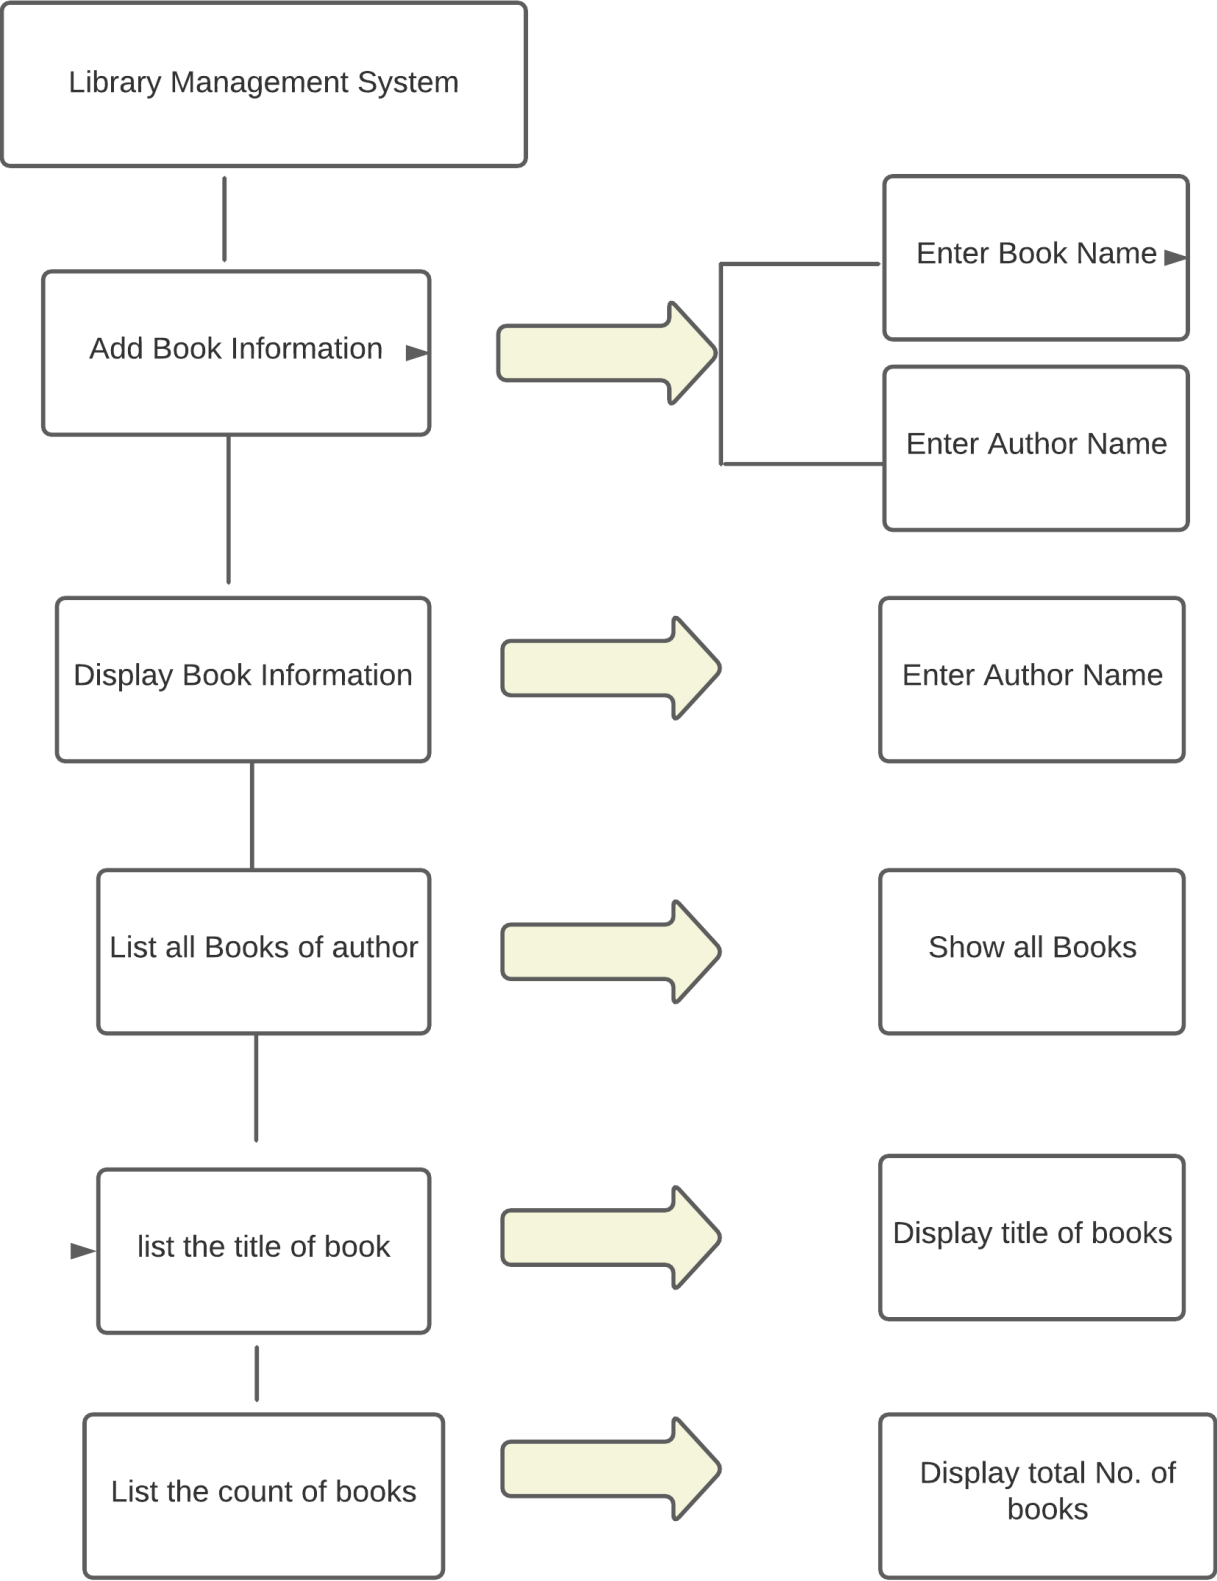 Library Management System
Enter Book Name
Add Book Information
Enter Author Name
Display Book Information
Enter Author Name
List all Books of author
Show all Books
list the title of book
Display title of books
List the count of books
Display total No. of
books